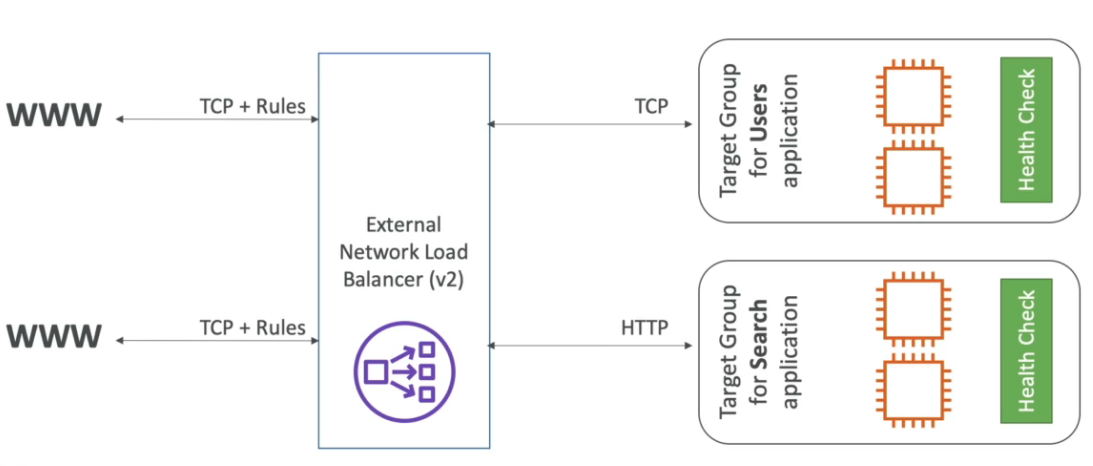 WWW
TCP + Rules
TCP
Target Group
for Users
application
Health Check
External
Network Load
Balancer (v2)
WWW
TCP + Rules
HTTP
Target Group
for Search
application
Health Check